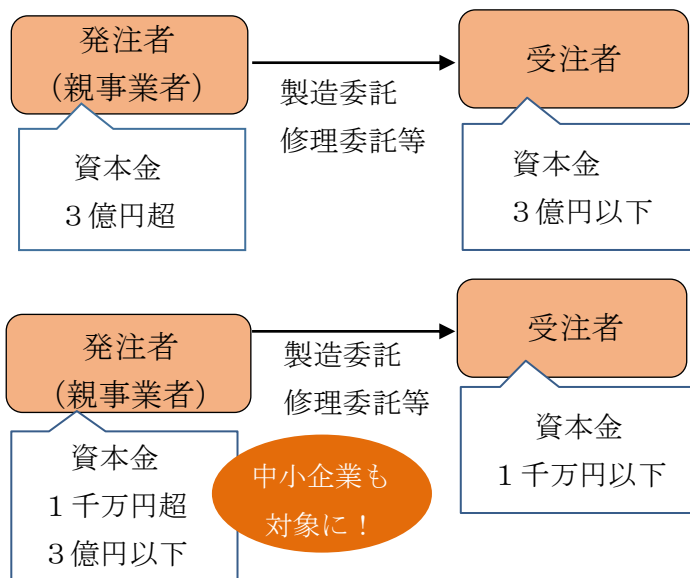 発注者
(親事業者)
製造委託
修理委託等
受注者
資本金
３億円超
資本金
３億円以下
発注者
(親事業者)
製造委託
修理委託等
受注者
資本金
１千万円超
３億円以下
中小企業も
対象に！
資本金
１千万円以下